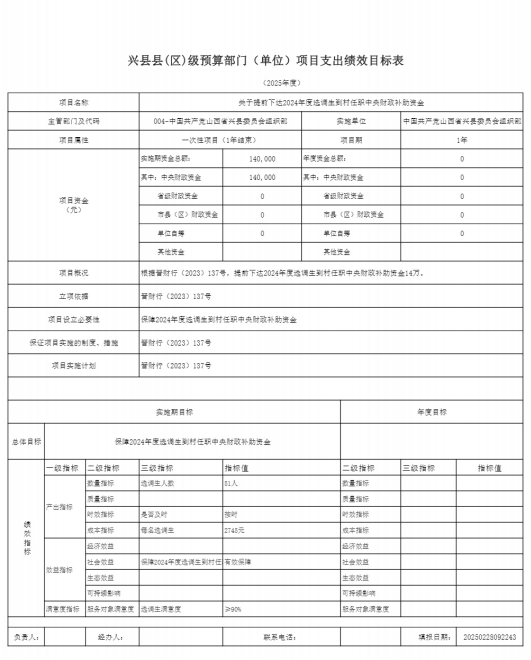 兴县县(区)级预算部门（单位）项目支出绩效目标表
（2025年度）
项目名称 关于提前下达2024年度选调生到村任职中央财政补助资金
主管部门及代码 004-中国共产党山西省兴县委员会组织部 实施单位 中国共产党山西省兴县委员会组织部
项目属性 一次性项目（1年结束） 项目期 1年
项目资金（元） 实施期资金总额： 140,000 年度资金总额： 0
其中：中央财政资金 140,000 其中：中央财政资金 0
省级财政资金 0 省级财政资金 0
市县（区）财政资金 0 市县（区）财政资金 0
单位自筹 0 单位自筹 0
其他资金 其他资金
项目概况 根据晋财行（2023）137号，提前下达2024年度选调生到村任职中央财政补助资金14万。
立项依据 晋财行（2023）137号
项目设立必要性 保障2024年度选调生到村任职中央财政补助资金
保证项目实施的制度、措施 晋财行（2023）137号
项目实施计划 晋财行（2023）137号
实施期目标 年度目标
总体目标 保障2024年度选调生到村任职中央财政补助资金
绩效指标 一级指标 二级指标 三级指标 指标值 二级指标 三级指标 指标值
产出指标 数量指标 选调生人数 51人 数量指标
质量指标 质量指标
时效指标 是否及时 按时 时效指标
成本指标 每名选调生 2745元 成本指标
效益指标 经济效益 经济效益
社会效益 保障2024年度选调生到村任 有效保障 社会效益
生态效益 生态效益
可持续影响 可持续影响
满意度指标 服务对象满意度 选调生满意度 ≥90% 服务对象满意度
负责人： 经办人： 联系电话： 填报日期： 20250228092243